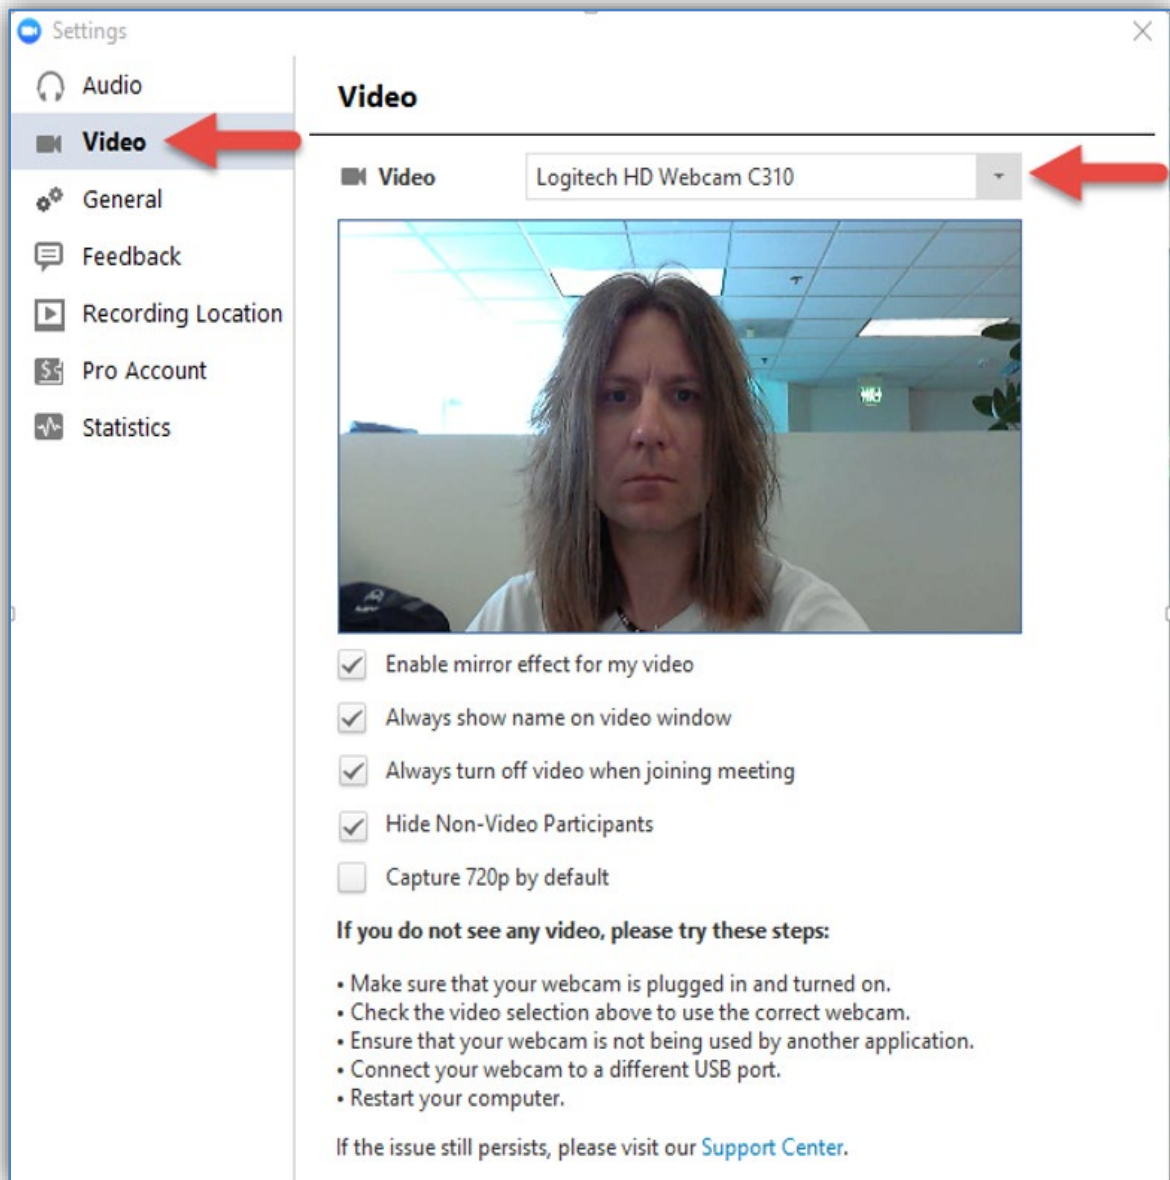 Settings
Audio
Video
General
Feedback
Recording Location
Pro Account
Statistics
Video
Video
Logitech HD Webcam C310
Enable mirror effect for my video
Always show name on video window
Always turn off video when joining meeting
Hide Non-Video Participants
Capture 720p by default
If you do not see any video, please try these steps:
• Make sure that your webcam is plugged in and turned on.
• Check the video selection above to use the correct webcam.
• Ensure that your webcam is not being used by another application.
• Connect your webcam to a different USB port.
• Restart your computer.
If the issue still persists, please visit our Support Center.